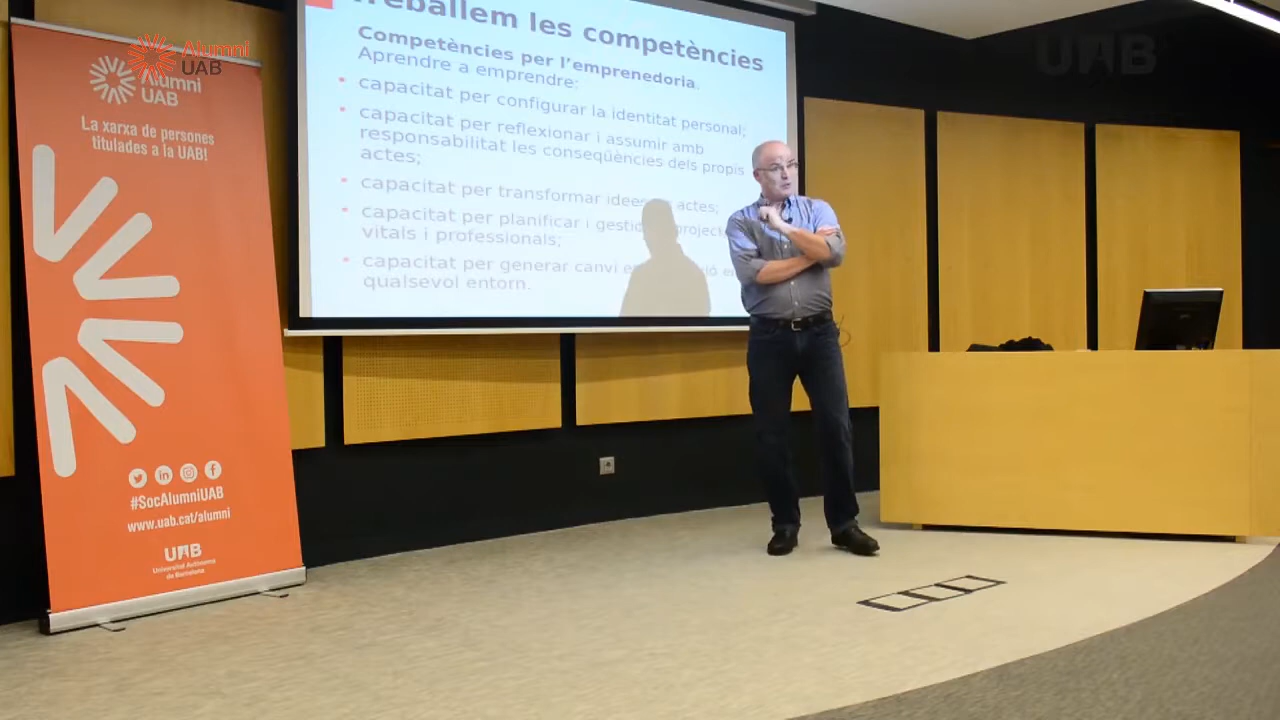 Alumni
UAB
Alumni
UAB
La xarxa de persones
titulades a la UAB!
#SocAlumniUAB
www.uab.cat/alumni
UAB
Universitat Autònoma
de Barcelona
Treballem les competències
Competències per l'emprenedoria.
Aprendre a emprendre;
capacitat per configurar la identitat personal;
capacitat per reflexionar i assumir amb
responsabilitat les conseqüències dels propis
actes;
capacitat per transformar idees actes;
capacitat per planificar i
vitals i professionals;
capacitat per generar canvi
qualsevol entorn.
UAB